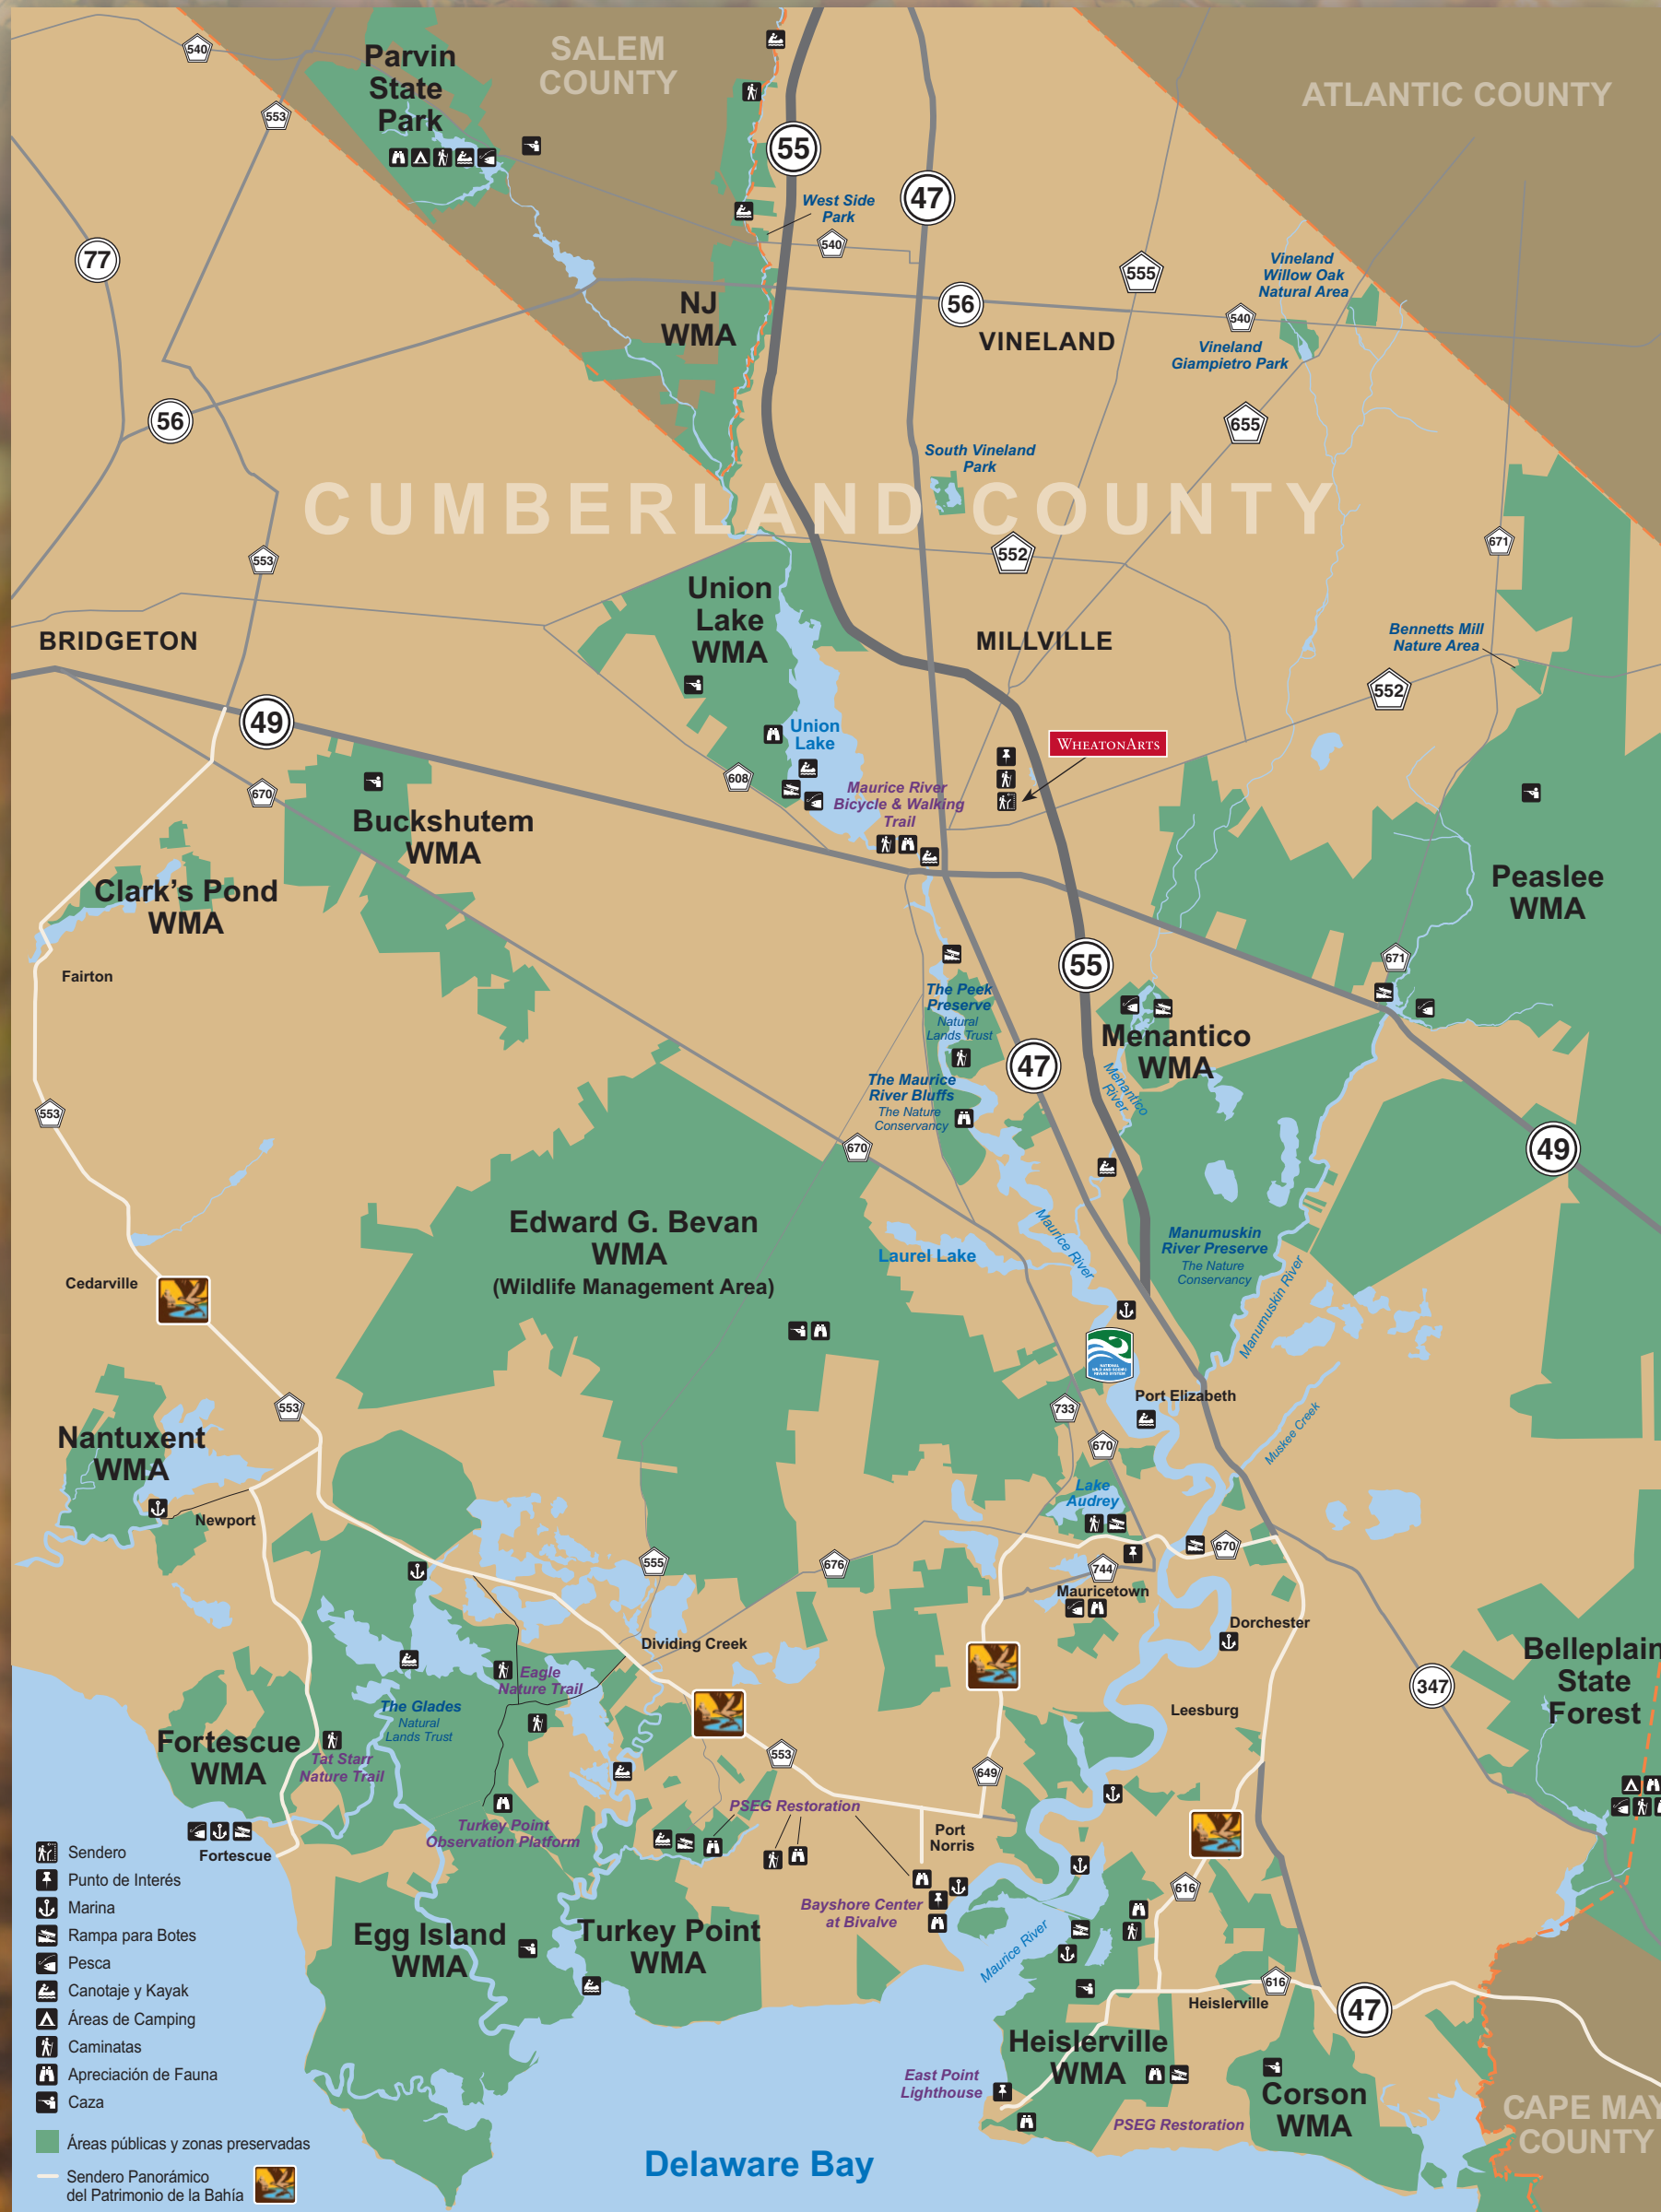 SALEM
COUNTY
ATLANTIC COUNTY
540
Parvin
State
Park
553
55
47
West Side
Park
540
77
555
Vineland
Willow Oak
Natural Area
NJ
WMA
56
540
VINELAND
Vineland
Giampietro Park
56
655
South Vineland
Park
CUMBERLAND COUNTY
553
552
671
Union
Lake
WMA
BRIDGETON
MILLVILLE
Bennetts Mill
Nature Area
552
49
Union
Lake
WHEATONARTS
670
608
Maurice River
Bicycle & Walking
Trail
Buckshutem
WMA
Clark's Pond
WMA
Peaslee
WMA
Fairton
55
671
The Peek
Preserve
Natural
Lands Trust
Menantico
WMA
47
Menantico
River
The Maurice
River Bluffs
The Nature
Conservancy
553
670
49
Edward G. Bevan
WMA
(Wildlife Management Area)
Laurel Lake
Maurice River
Manumuskin
River Preserve
The Nature
Conservancy
Manumuskin River
Cedarville
NATIONAL
WILD AND SCENIC
RIVERS SYSTEM
Port Elizabeth
553
733
670
Muskee Creek
Nantuxent
WMA
Lake
Audrey
Newport
555
676
670
744
Mauricetown
Dorchester
Dividing Creek
Eagle
Nature Trail
Belleplain
State
Forest
347
The Glades
Natural
Lands Trust
Leesburg
Fortescue
WMA
Tat Starr
Nature Trail
553
649
PSEG Restoration
Turkey Point
Observation Platform
Port
Norris
Fortescue
616
Bayshore Center
at Bivalve
Egg Island
WMA
Turkey Point
WMA
Maurice River
616
Heislerville
47
Heislerville
WMA
East Point
Lighthouse
Corson
WMA
PSEG Restoration
CAPE MAY
COUNTY
Delaware Bay
Sendero
Punto de Interés
Marina
Rampa para Botes
Pesca
Canotaje y Kayak
Áreas de Camping
Caminatas
Apreciación de Fauna
Caza
Áreas públicas y zonas preservadas
Sendero Panorámico
del Patrimonio de la Bahía